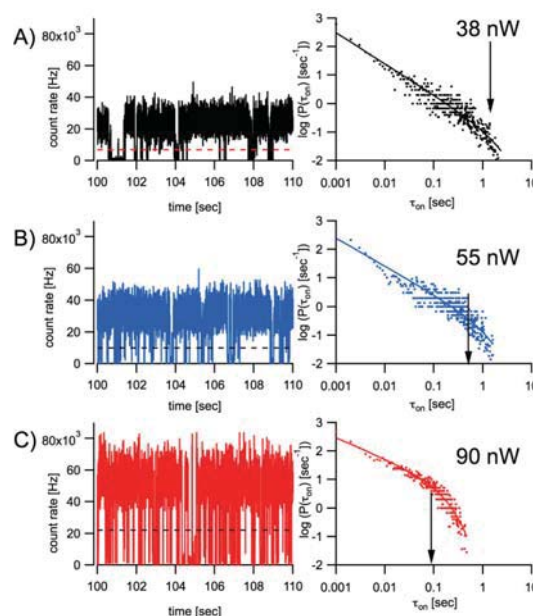 A)
80x10³
60
40
20
0
count rate [Hz]
100 102 104 106 108 110
time [sec]
38 nW
3
2
1
0
-1
-2
log (P(τon) [sec⁻¹])
0.001 0.01 0.1 1 10
τon [sec]
B)
80x10³
60
40
20
0
count rate [Hz]
100 102 104 106 108 110
time [sec]
55 nW
3
2
1
0
-1
-2
log (P(τon) [sec⁻¹])
0.001 0.01 0.1 1 10
τon [sec]
C)
80x10³
60
40
20
0
count rate [Hz]
100 102 104 106 108 110
time [sec]
90 nW
3
2
1
0
-1
-2
log (P(τon) [sec⁻¹])
0.001 0.01 0.1 1 10
τon [sec]